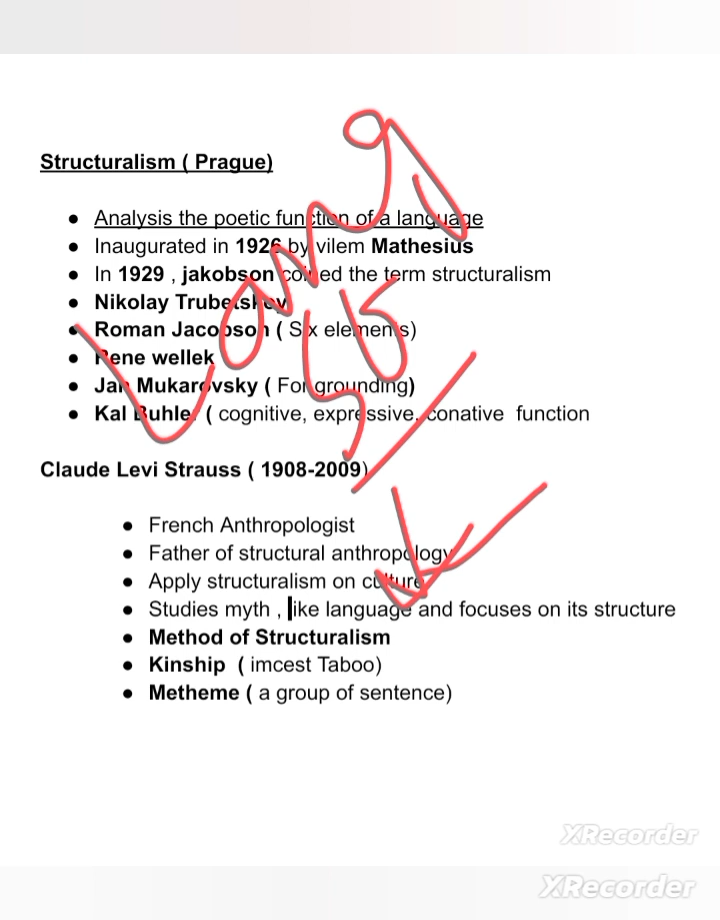 Structuralism ( Prague)
● Analysis the poetic function of a language
● Inaugurated in 1926 by vilem Mathesius
● In 1929 , jakobson coined the term structuralism
● Nikolay Trubetskoy
● Roman Jacobson ( Six elements)
● Rene wellek
● Jan Mukarovsky ( Forgrounding)
● Kal Buhler ( cognitive, expressive, conative function
Claude Levi Strauss ( 1908-2009)
● French Anthropologist
● Father of structural anthropology
● Apply structuralism on culture
● Studies myth , like language and focuses on its structure
● Method of Structuralism
● Kinship ( imcest Taboo)
● Metheme ( a group of sentence)
Lang
XRecorder
XRecorder